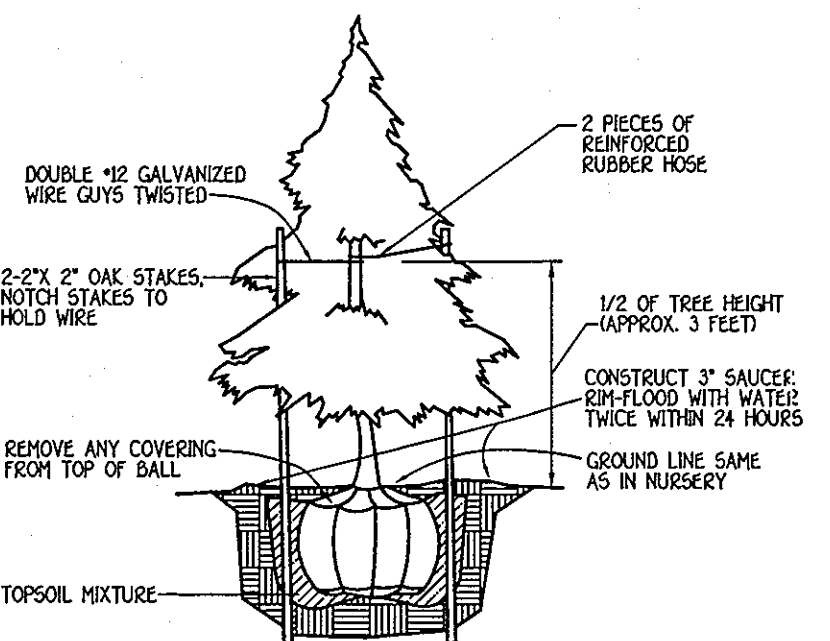 2 PIECES OF
REINFORCED
RUBBER HOSE
DOUBLE #12 GALVANIZED
WIRE GUYS TWISTED
2-2"X 2" OAK STAKES,
NOTCH STAKES TO
HOLD WIRE
1/2 OF TREE HEIGHT
(APPROX. 3 FEET)
CONSTRUCT 3" SAUCER:
RIM-FLOOD WITH WATER
TWICE WITHIN 24 HOURS
REMOVE ANY COVERING
FROM TOP OF BALL
GROUND LINE SAME
AS IN NURSERY
TOPSOIL MIXTURE